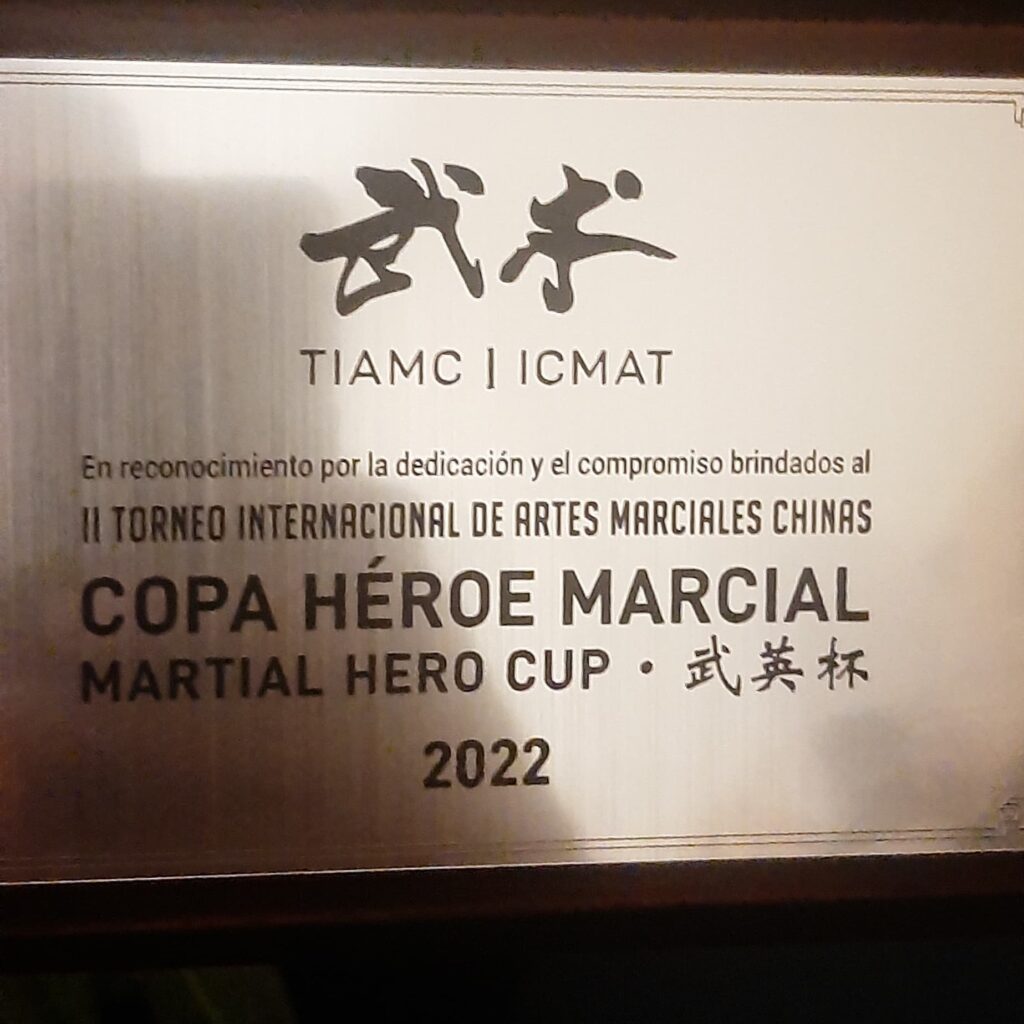 武术
TIAMC | ICMAT
En reconocimiento por la dedicación y el compromiso brindados al
II TORNEO INTERNACIONAL DE ARTES MARCIALES CHINAS
COPA HÉROE MARCIAL
MARTIAL HERO CUP · 武英杯
2022